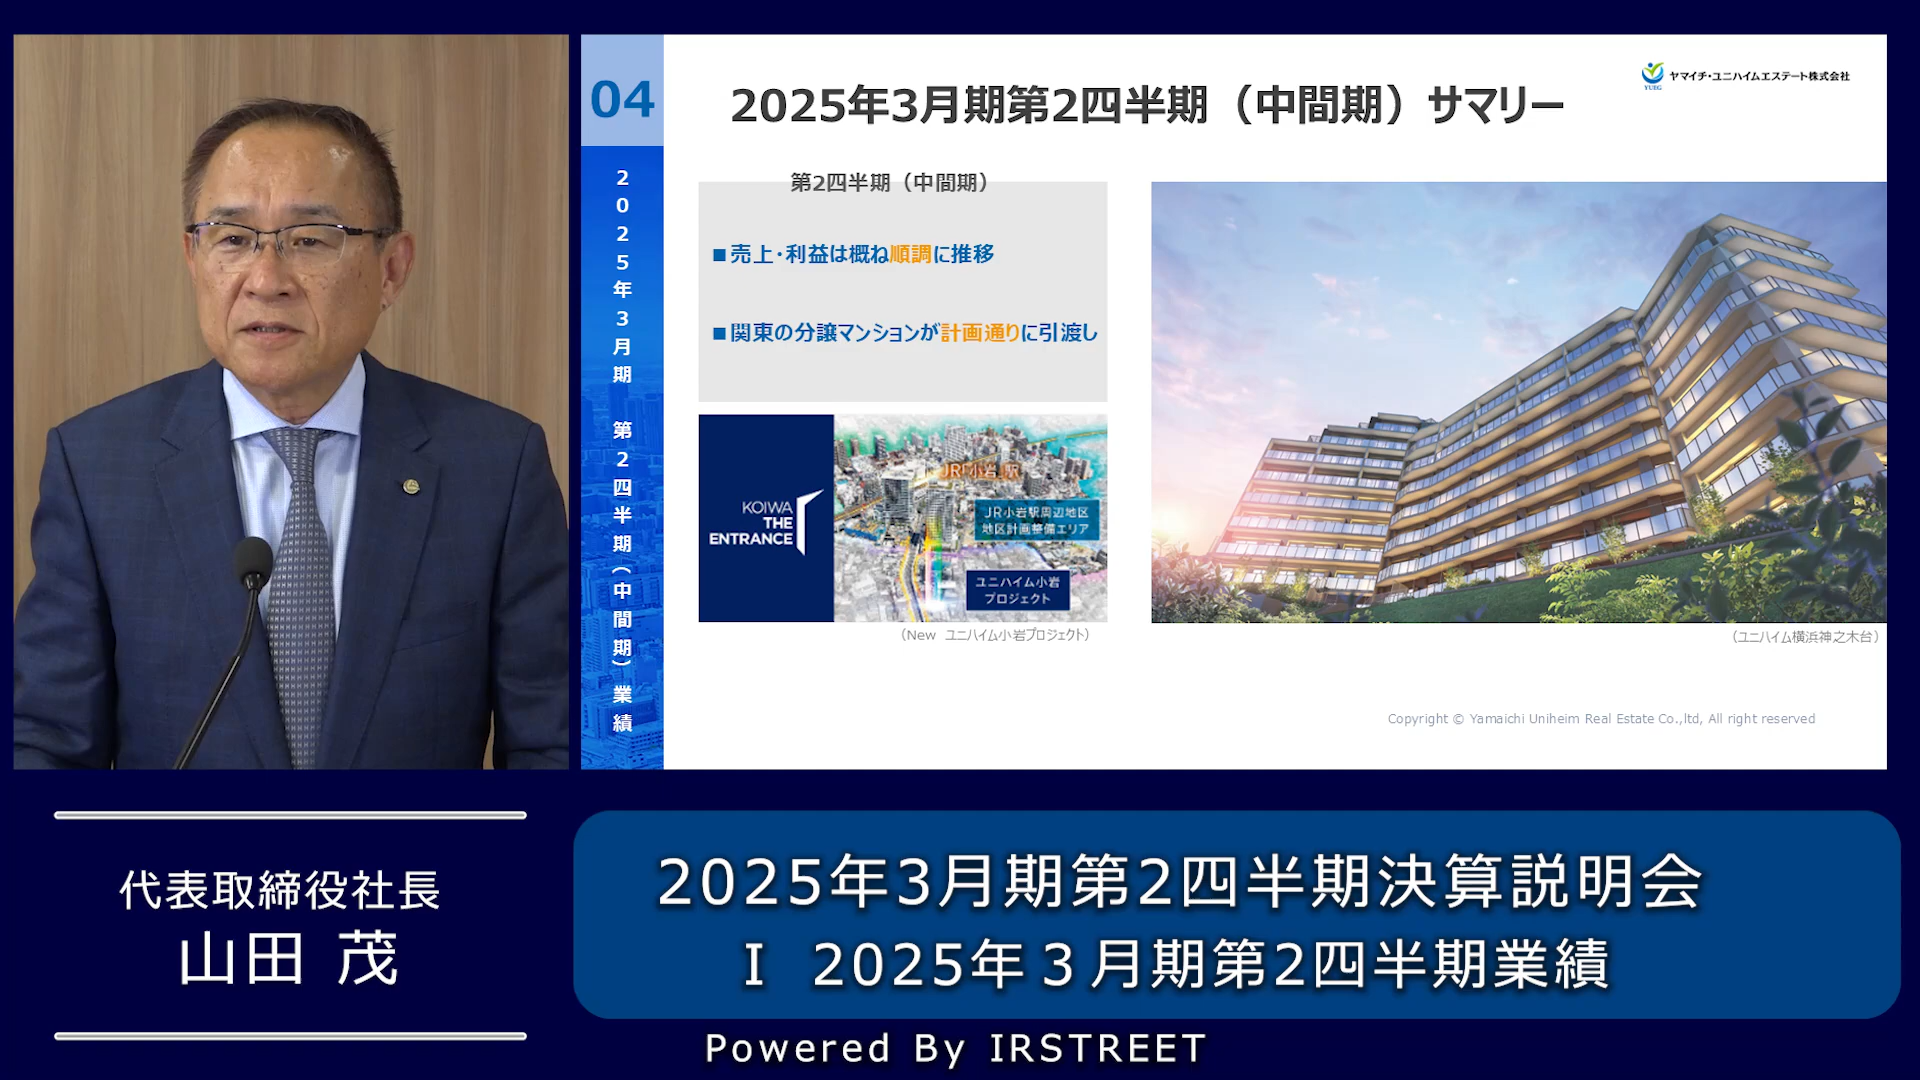 04
2025年3月期 第2四半期(中間期)業績
2025年3月期第2四半期（中間期）サマリー
YUEG
ヤマイチ・ユニハイムエステート株式会社
第2四半期（中間期）
■売上・利益は概ね順調に推移
■関東の分譲マンションが計画通りに引渡し
KOIWA
THE
ENTRANCE
JR「小岩」駅
JR小岩駅周辺地区
地区計画整備エリア
ユニハイム小岩
プロジェクト
（New ユニハイム小岩プロジェクト）
（ユニハイム横浜神之木台）
Copyright © Yamaichi Uniheim Real Estate Co.,ltd, All right reserved
代表取締役社長
山田 茂
2025年3月期第2四半期決算説明会
Ⅰ 2025年３月期第2四半期業績
Powered By IRSTREET